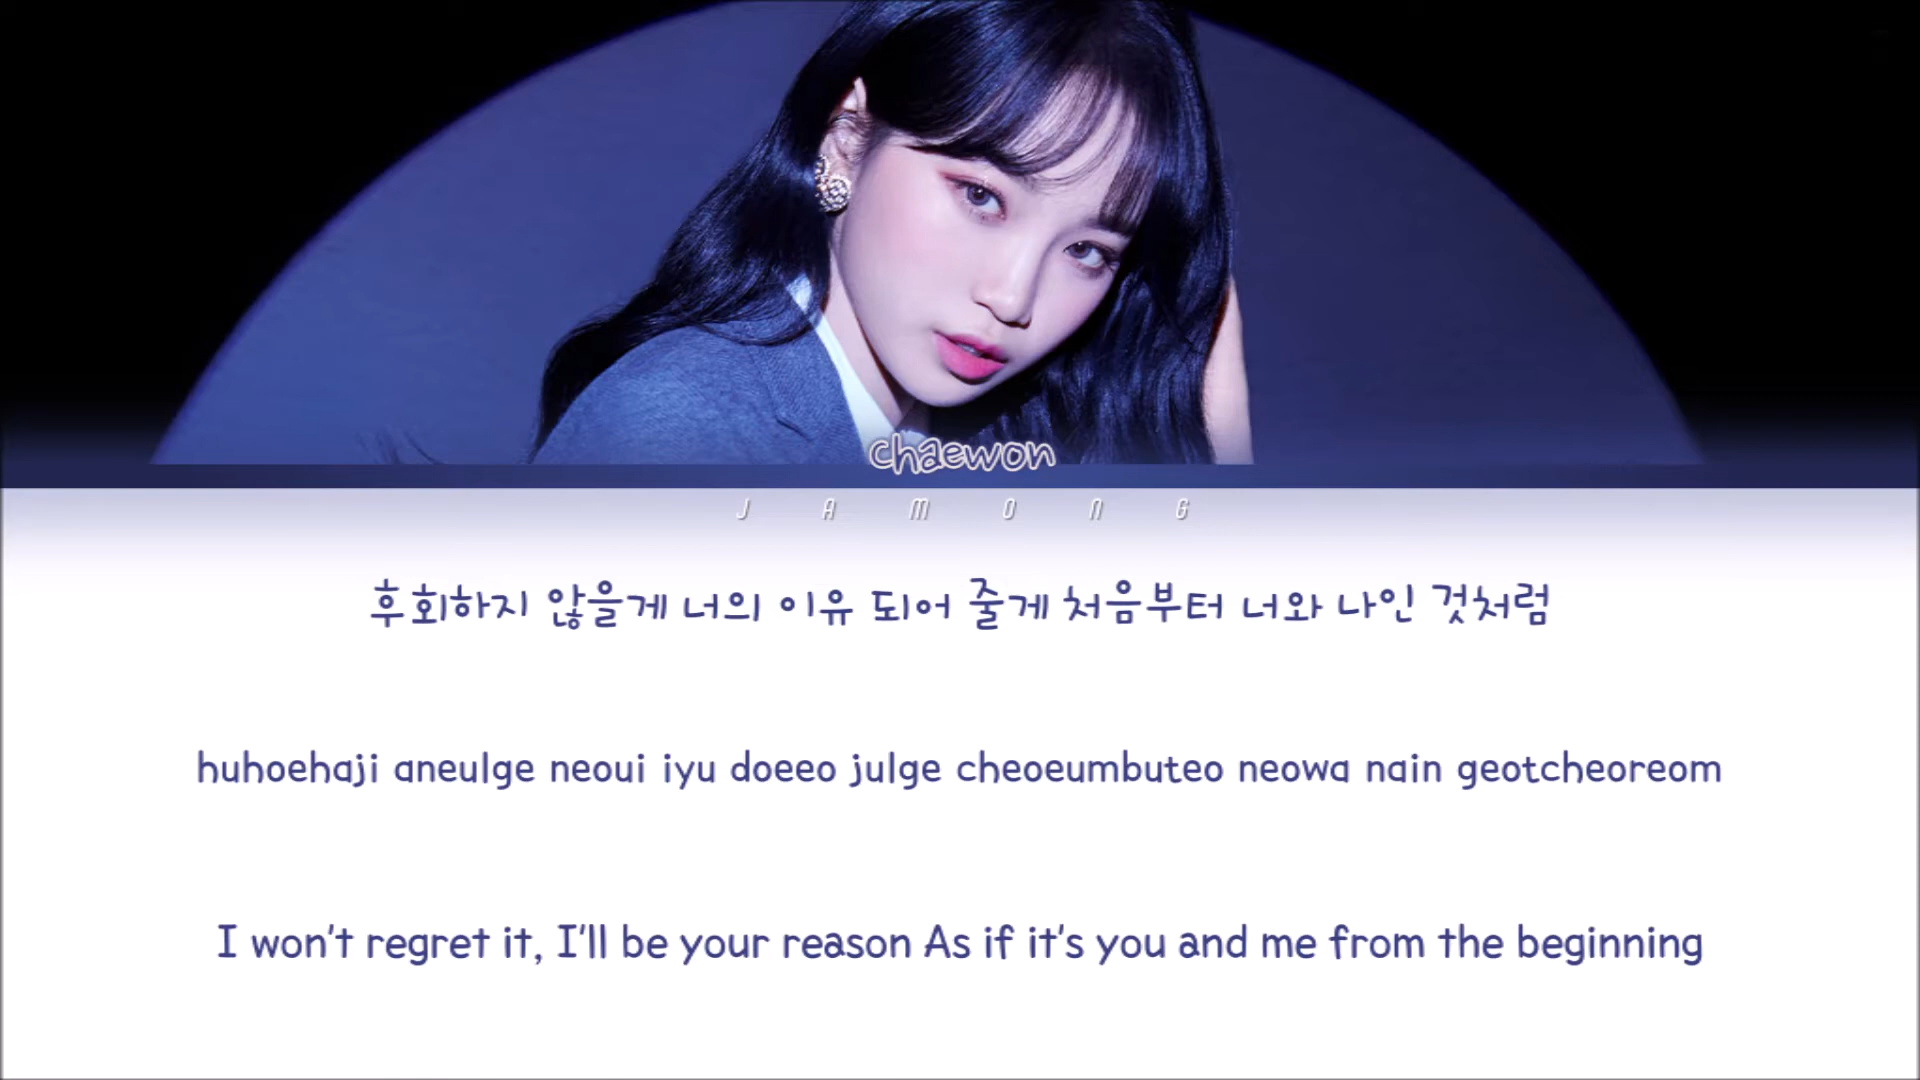 chaewon
JAMONG
후회하지 않을게 너의 이유 되어 줄게 처음부터 너와 나인 것처럼
huhoehaji aneulge neoui iyu doeeo julge cheoeumbuteo neowa nain geotcheoreom
I won't regret it, I'll be your reason As if it's you and me from the beginning